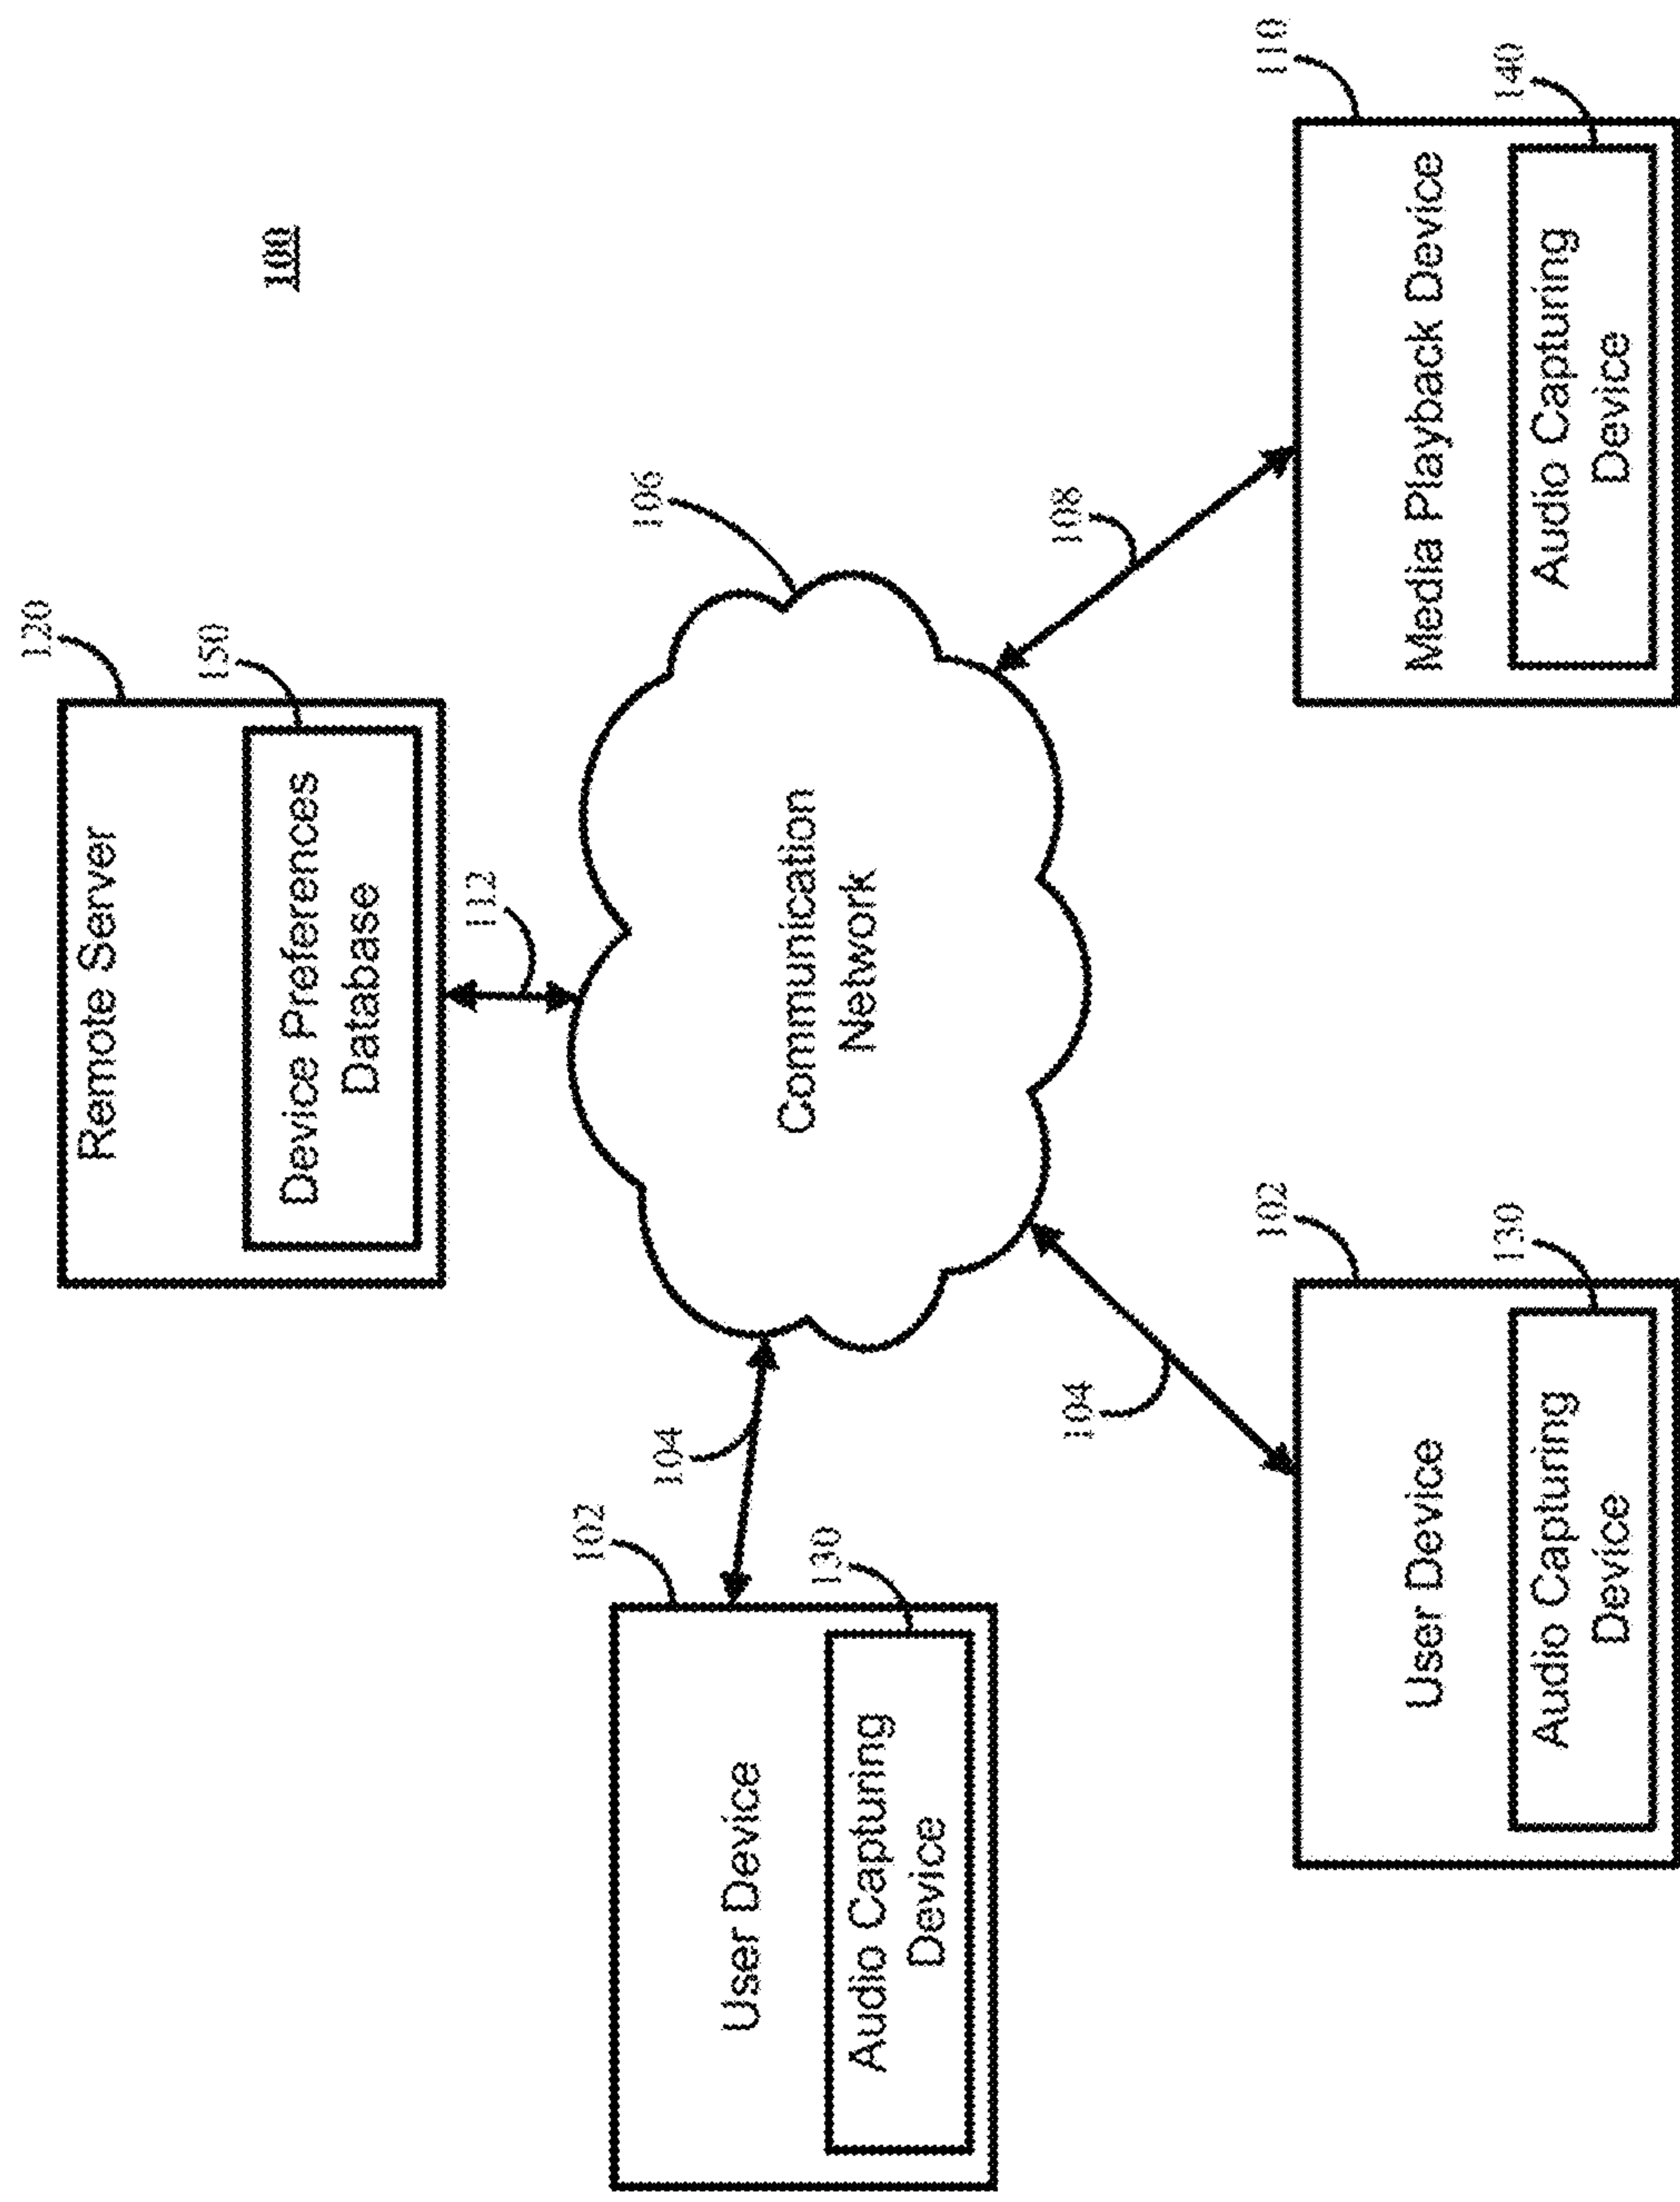 100
120
Remote Server
150
Device Preferences
Database
112
106
Communication
Network
104
102
User Device
130
Audio Capturing
Device
104
102
User Device
130
Audio Capturing
Device
108
110
Media Playback Device
140
Audio Capturing
Device